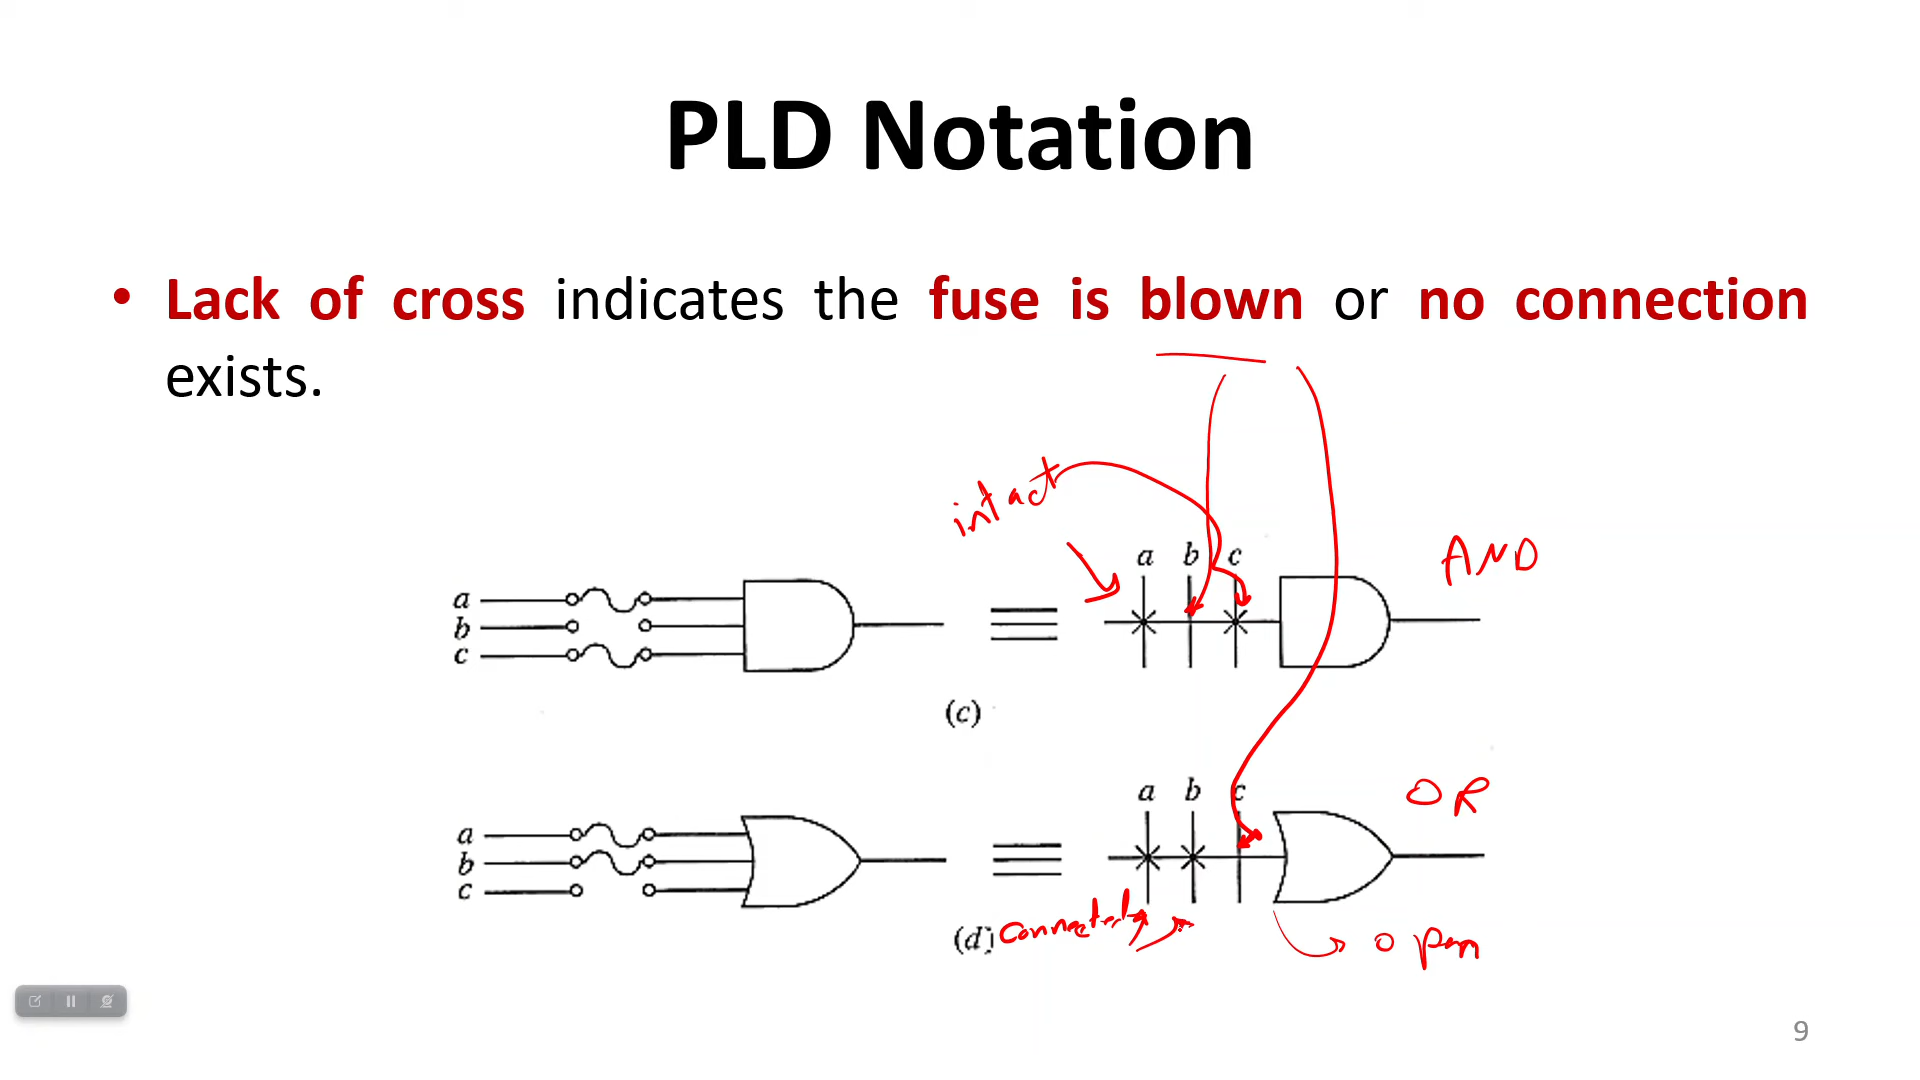 PLD Notation
• Lack of cross indicates the fuse is blown or no connection
exists.
intact
a b c
AND
a
b
c
(c)
a b c
OR
a
b
c
(d)
connected
open
9